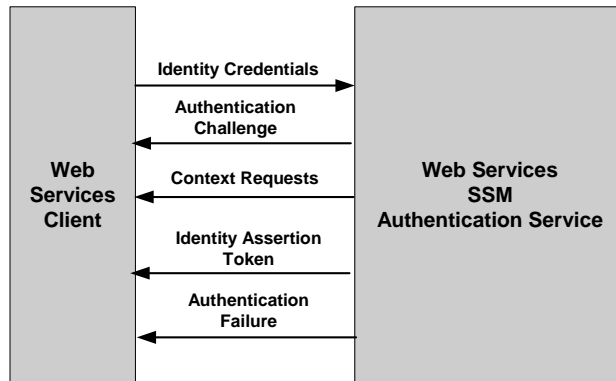 Identity Credentials
Authentication
Challenge
Web
Services
Client
Context Requests
Web Services
SSM
Authentication Service
Identity Assertion
Token
Authentication
Failure